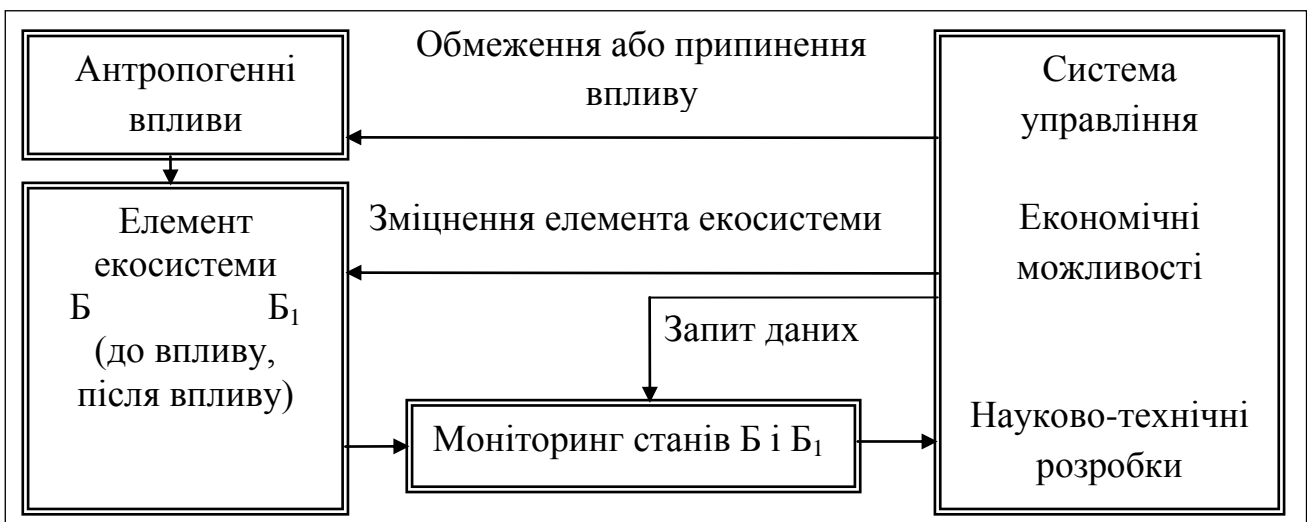 Антропогенні
впливи
Обмеження або припинення
впливу
Система
управління
Елемент
екосистеми
Б Б₁
(до впливу,
після впливу)
Зміцнення елемента екосистеми
Економічні
можливості
Запит даних
Моніторинг станів Б і Б₁
Науково-технічні
розробки